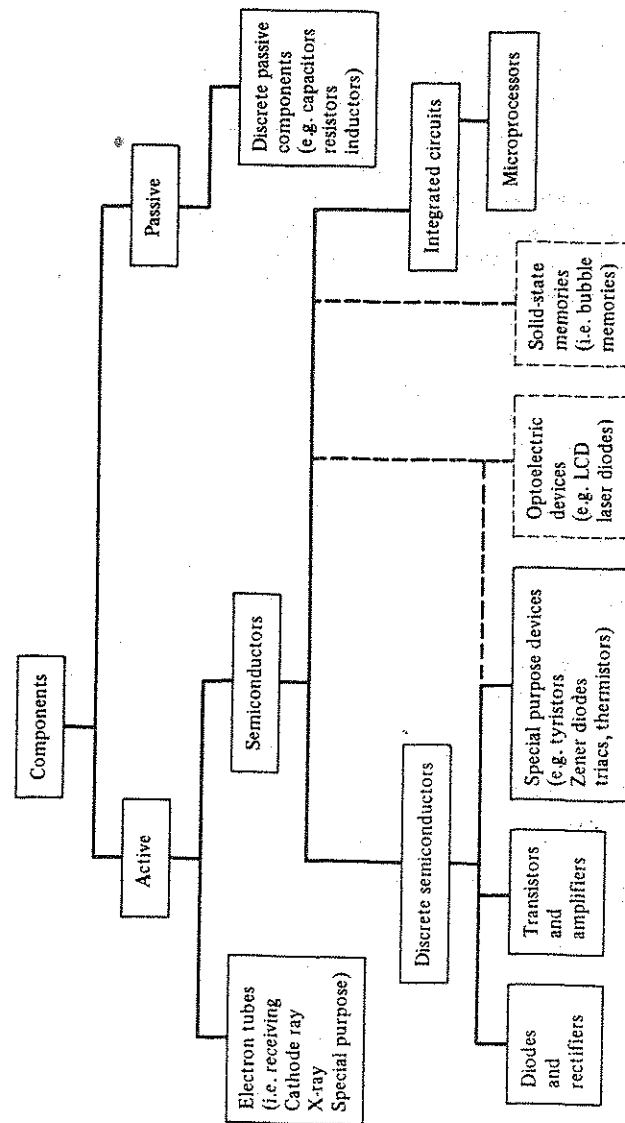 Components
Active
Passive
Electron tubes
(i.e. receiving
Cathode ray
X-ray
Special purpose)
Semiconductors
Discrete passive
components
(e.g. capacitors
resistors
inductors)
Discrete semiconductors
Integrated circuits
Diodes
and
rectifiers
Transistors
and
amplifiers
Special purpose devices
(e.g. tyristors
Zener diodes
triacs, thermistors)
Optoelectric
devices
(e.g. LCD
laser diodes)
Solid-state
memories
(i.e. bubble
memories)
Microprocessors